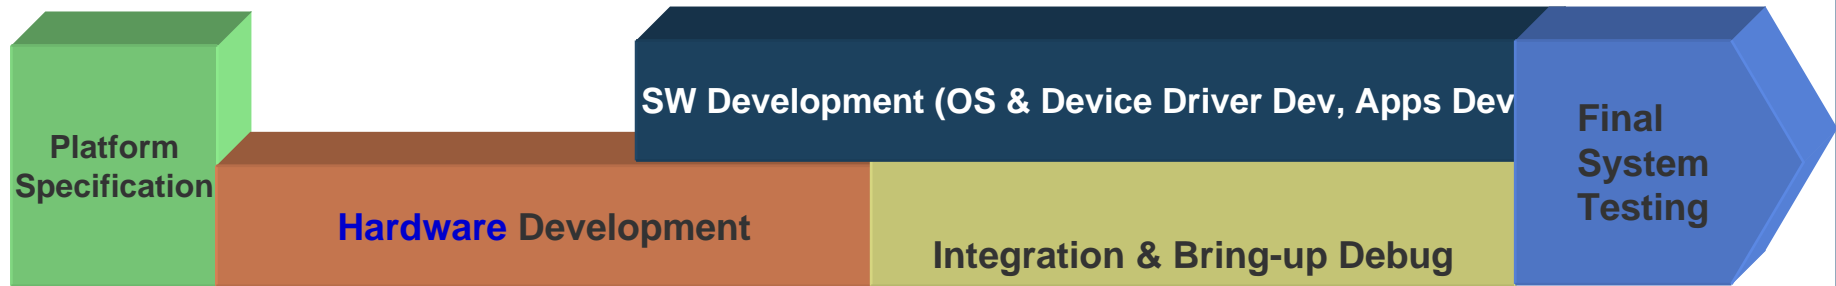 Platform
Specification
Hardware Development
SW Development (OS & Device Driver Dev, Apps Dev
Integration & Bring-up Debug
Final
System
Testing